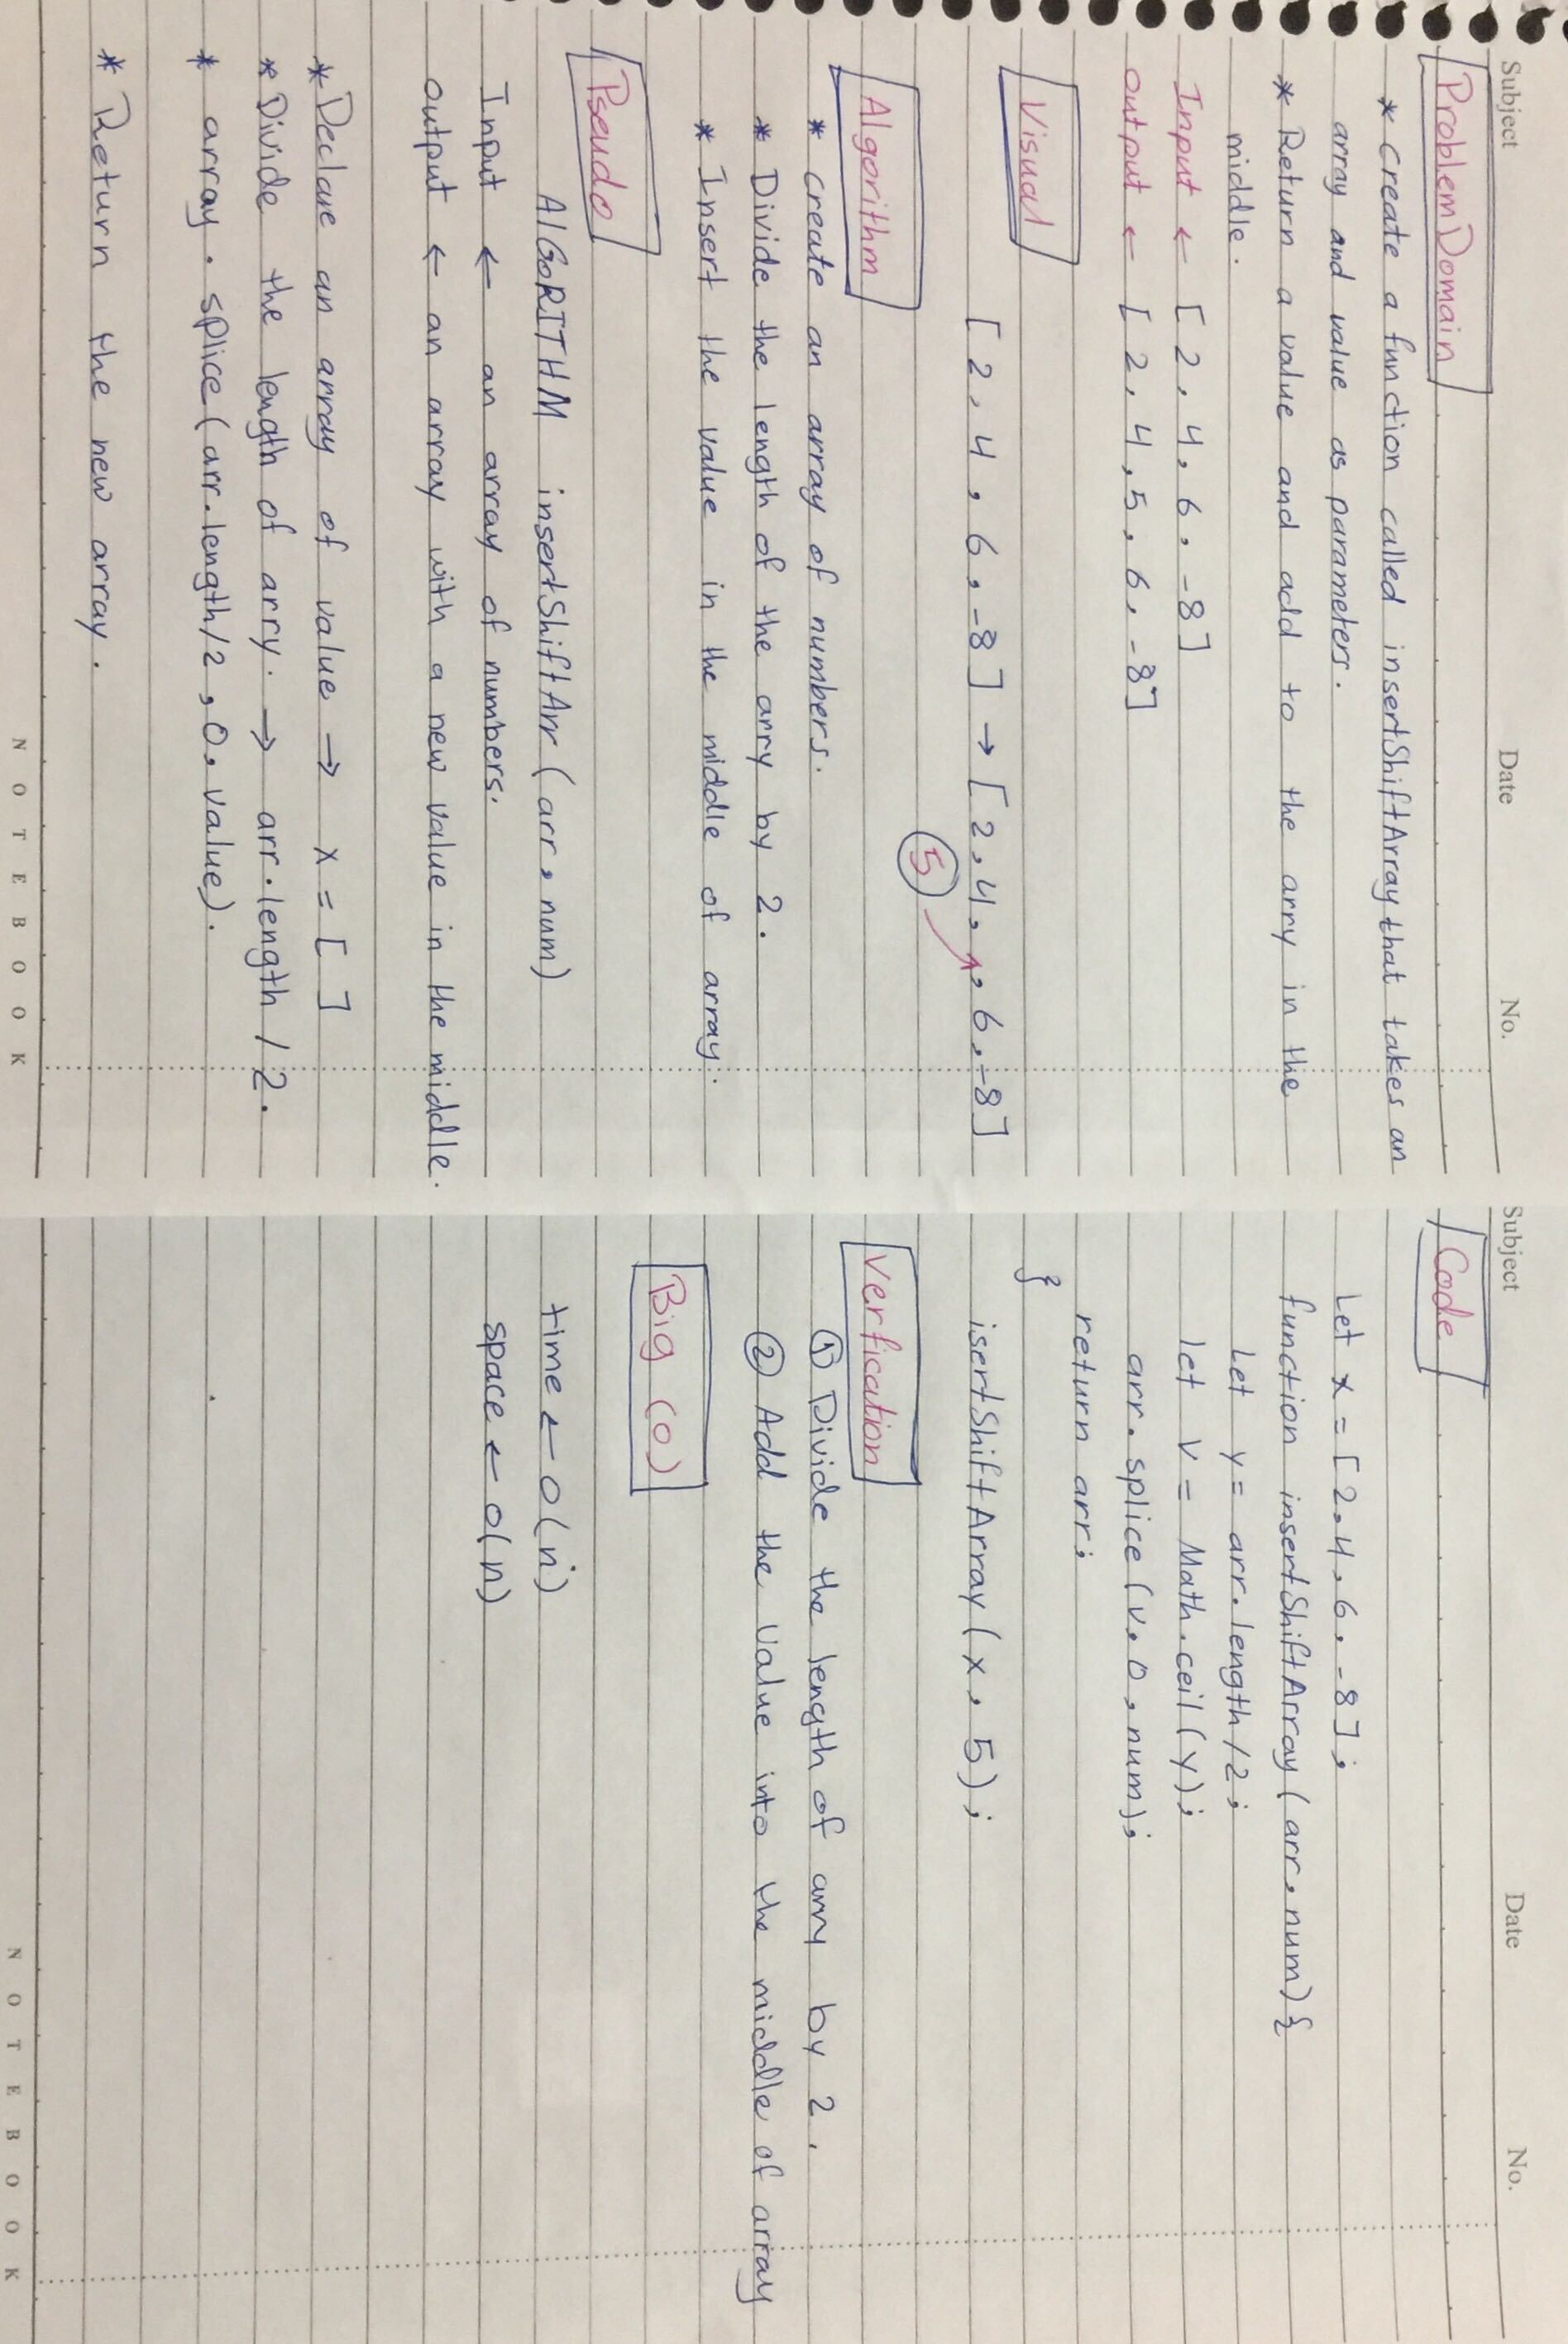 Subject Date No.
Problem Domain
* create a function called insertShiftArray that takes an
array and value as parameters.
* Return a value and add to the arry in the
middle.
Input ← [ 2, 4, 6, -8]
output ← [ 2, 4, 5, 6, -8]
Visual
[ 2, 4, 6, -8 ] → [ 2, 4, , 6, -8]
5
Algorithm
* create an array of numbers.
* Divide the length of the arry by 2.
* Insert the value in the middle of array.
Pseudo
AlGoRITHM insertShiftArr ( arr, num)
Input ← an array of numbers.
output ← an array with a new value in the middle.
* Declare an array of value → x = [ ]
* Divide the length of arry. → arr.length / 2.
* array . splice ( arr.length/2 , 0, value).
* Return the new array.
NOTEBOOK
Subject Date No.
Code
Let x = [ 2, 4, 6, -8 ] ;
function insertShiftArray ( arr, num) {
Let y = arr. length /2 ;
let v = Math.ceil (y);
arr. splice (v, 0, num);
return arr;
}
isertShiftArray ( x, 5) ;
Verfication
① Divide the length of arry by 2.
② Add the value into the middle of array
Big (o)
time ← o(n)
space ← o(n)
NOTEBOOK